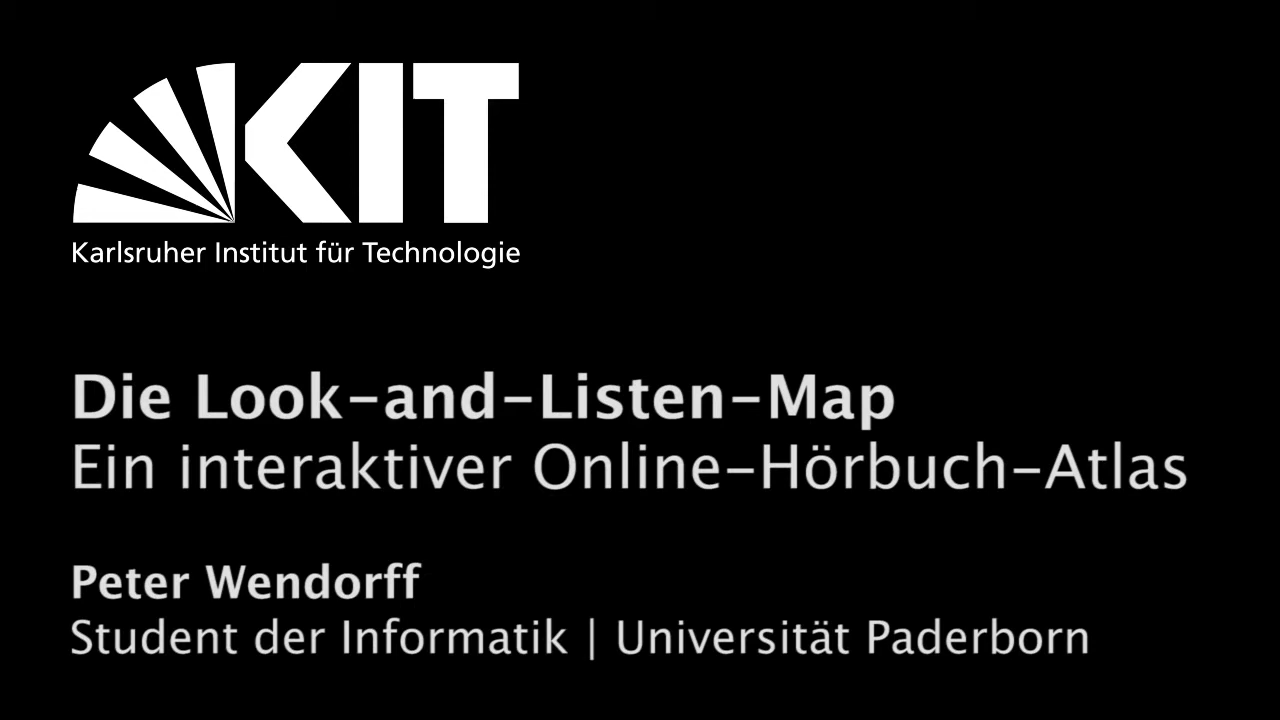 KIT
Karlsruher Institut für Technologie
Die Look-and-Listen-Map
Ein interaktiver Online-Hörbuch-Atlas
Peter Wendorff
Student der Informatik | Universität Paderborn